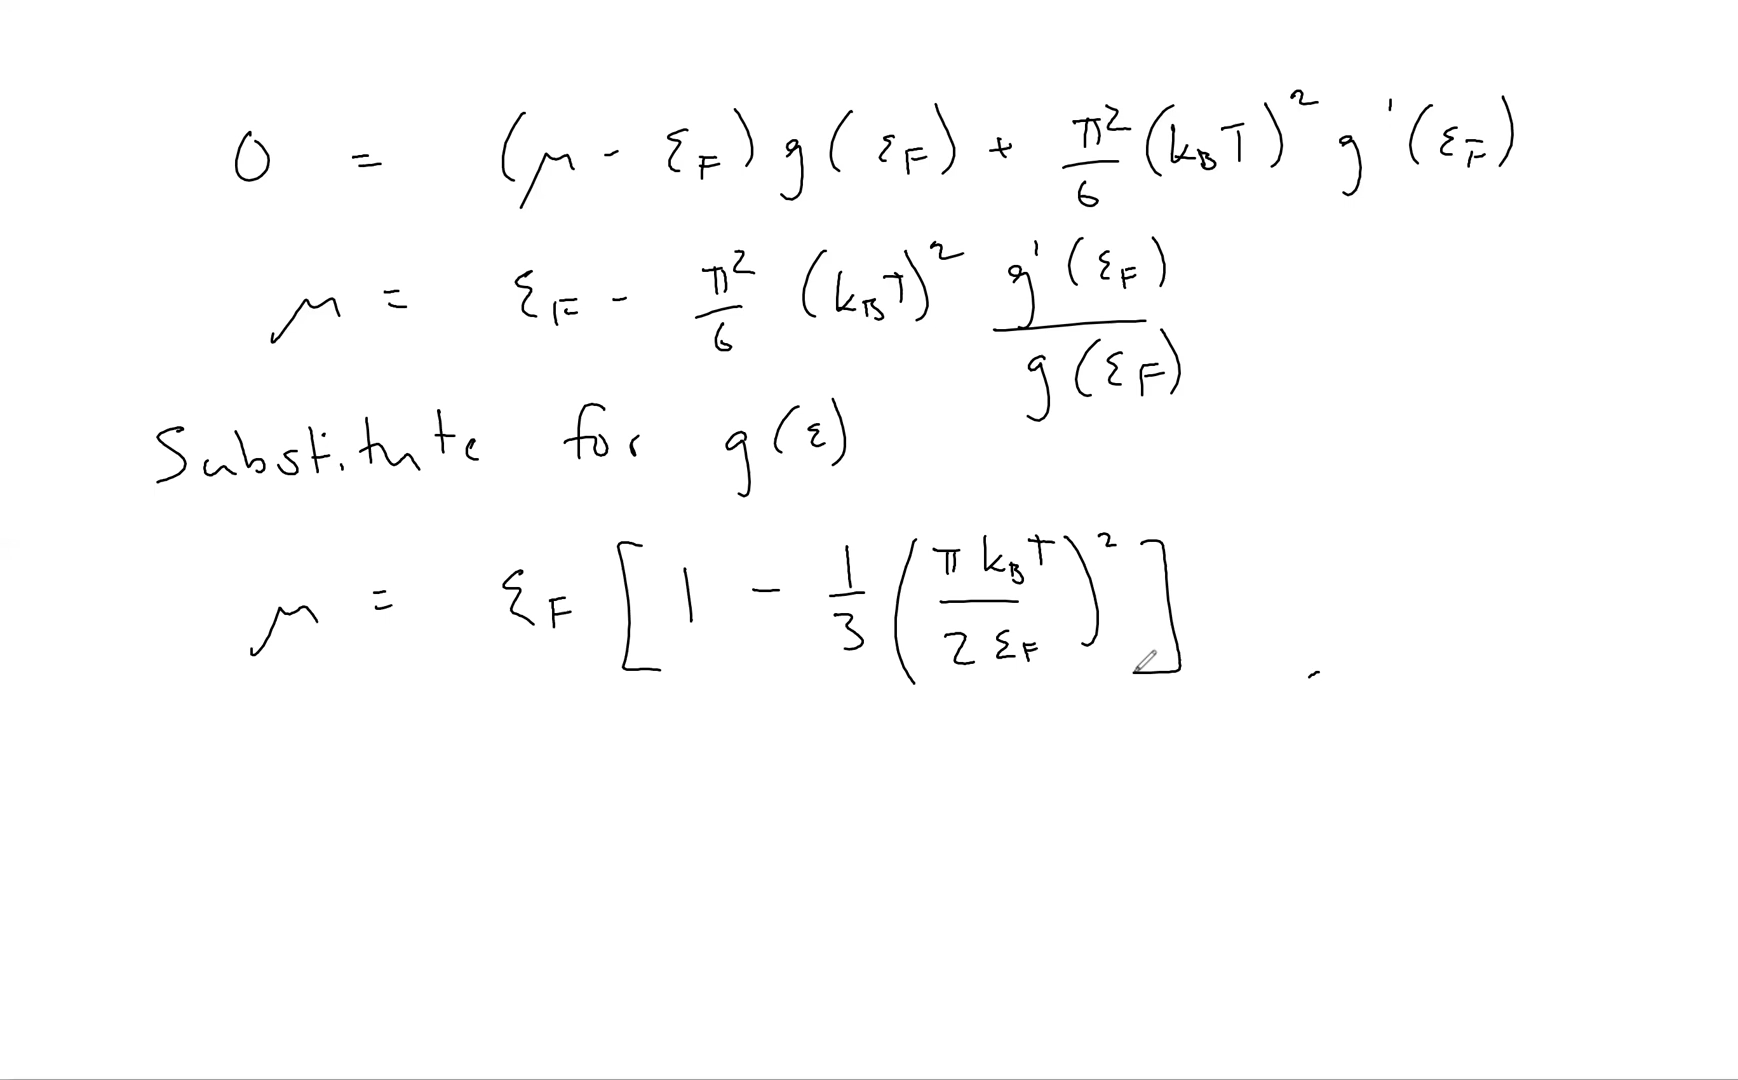 0 = (μ - ε_F) g(ε_F) + π²/6 (k_B T)² g'(ε_F)
μ = ε_F - π²/6 (k_B T)² g'(ε_F)/g(ε_F)
Substitute for g(ε)
μ = ε_F [1 - 1/3 (π k_B T / 2 ε_F)²]